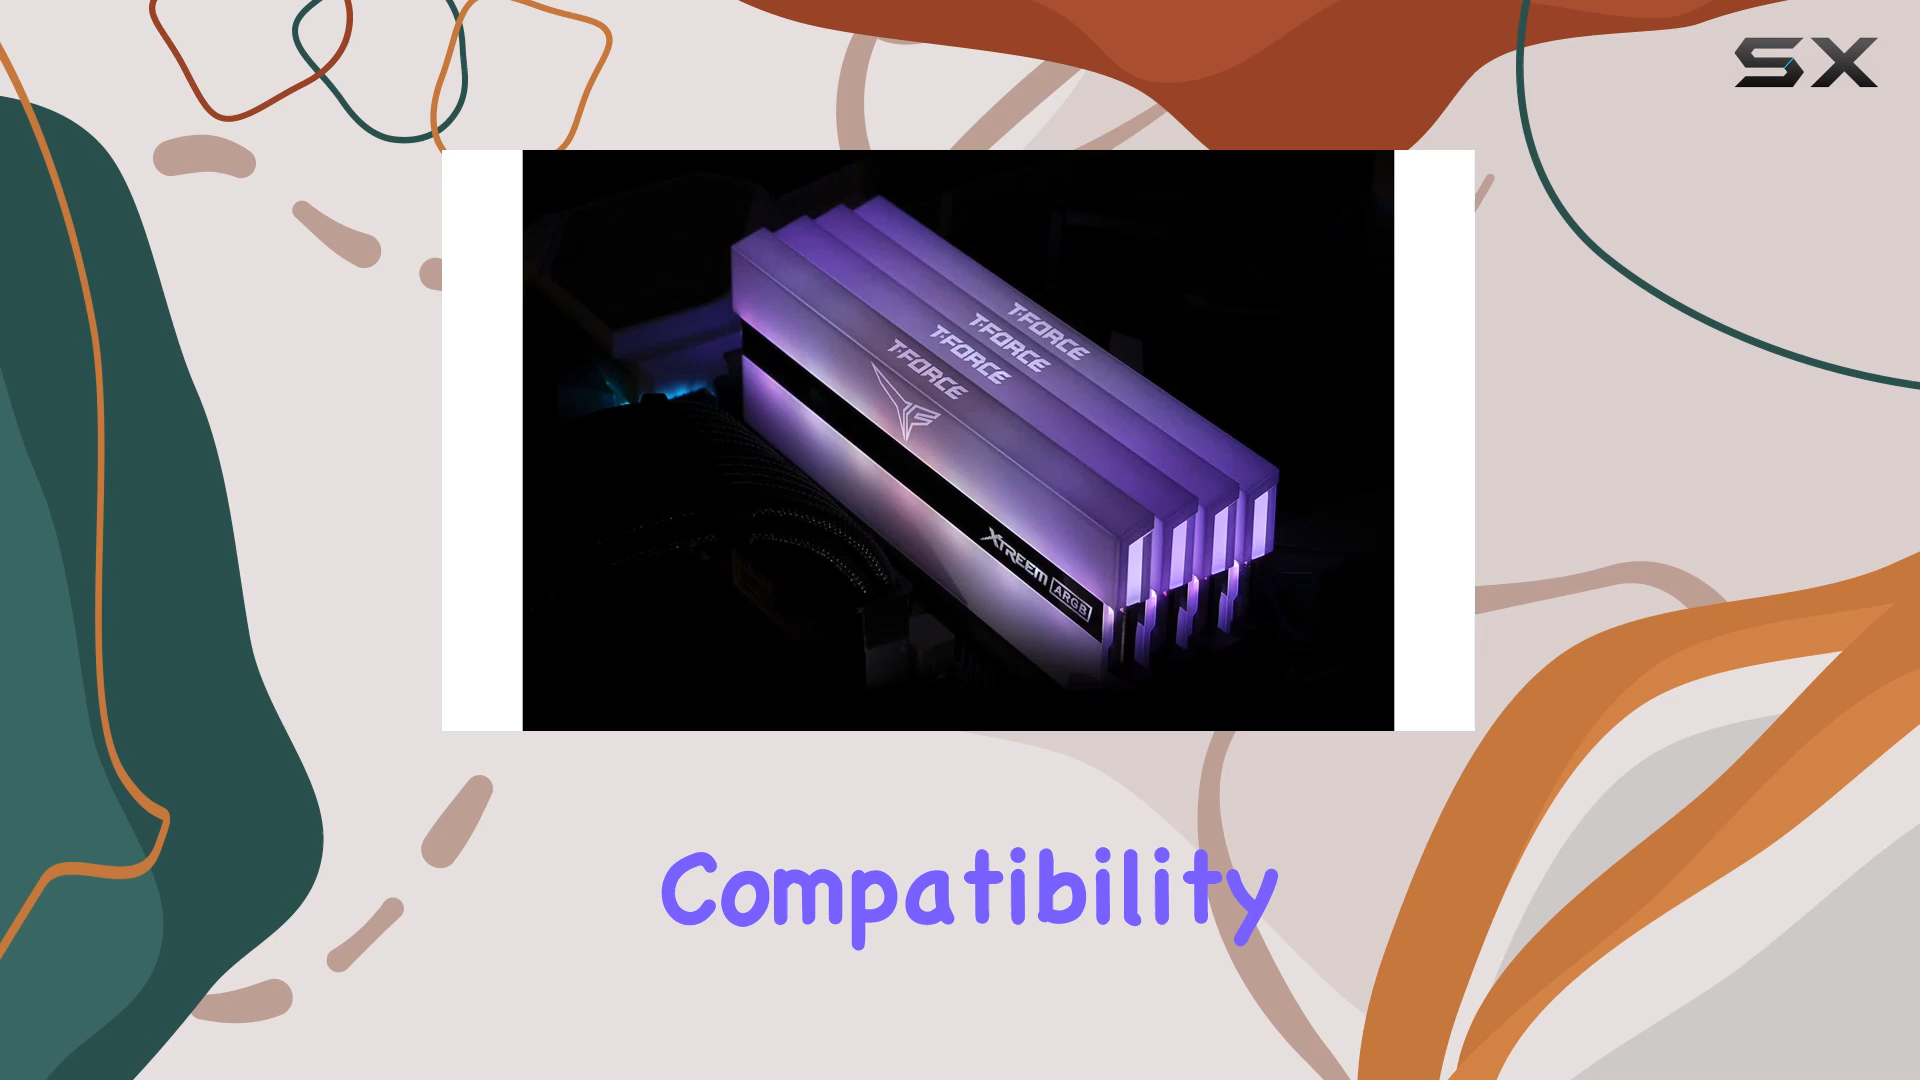 SX
T-FORCE
T-FORCE
T-FORCE
T-FORCE
XTREEM ARGB
Compatibility